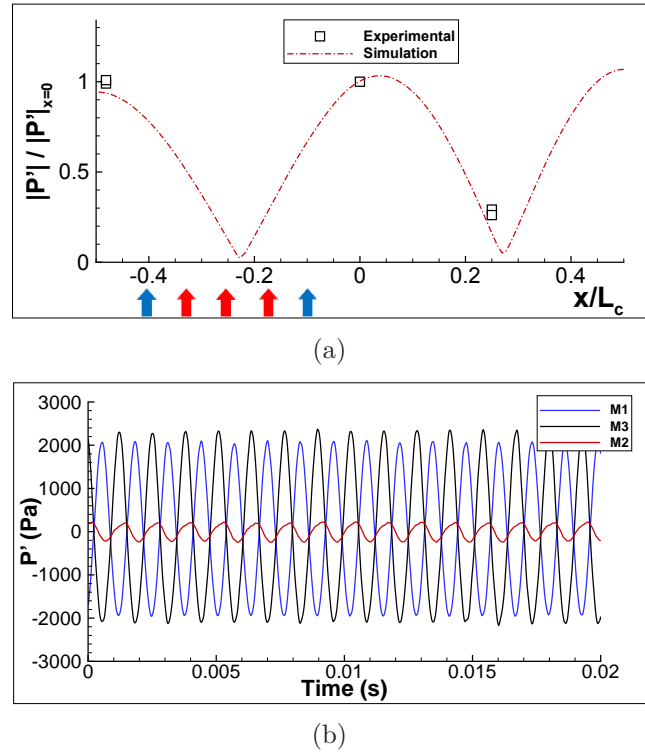 Experimental
Simulation
|P'| / |P'|x=0
1
0.5
0
-0.4
-0.2
0
0.2
0.4
x/Lc
(a)
3000
2000
1000
0
-1000
-2000
-3000
P' (Pa)
M1
M3
M2
0
0.005
0.01
0.015
0.02
Time (s)
(b)